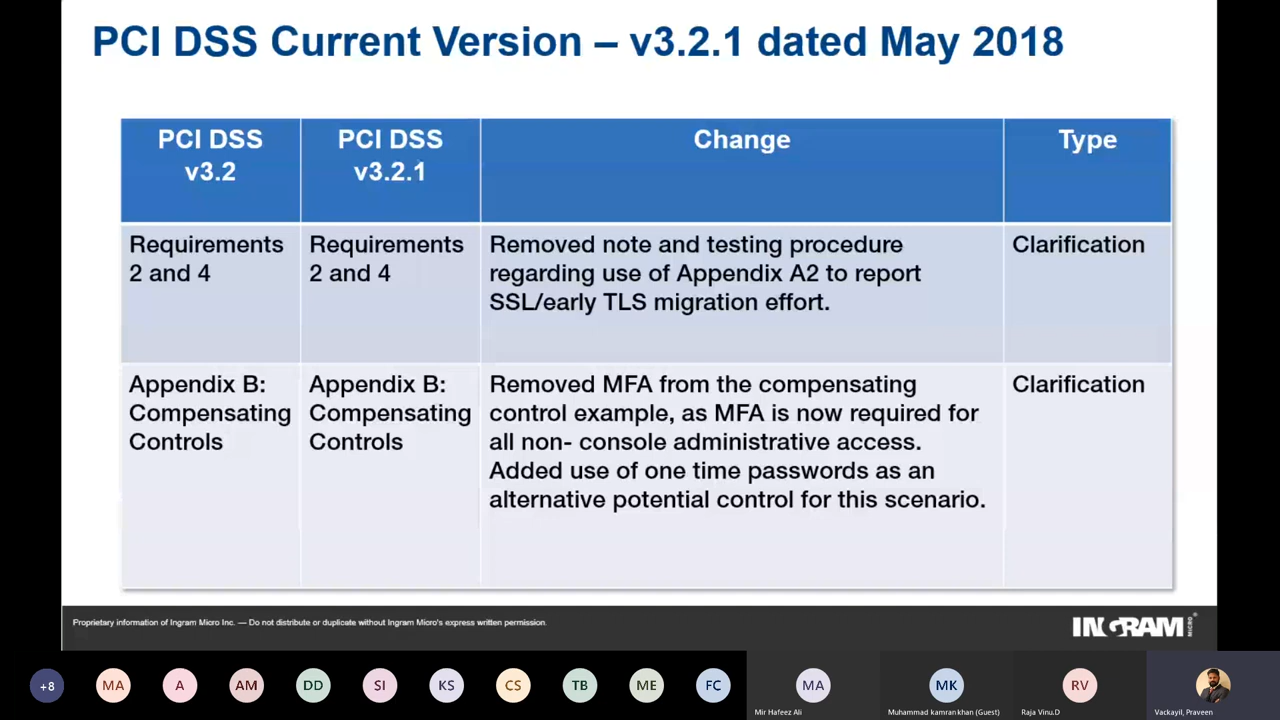 PCI DSS Current Version – v3.2.1 dated May 2018
PCI DSS
v3.2
PCI DSS
v3.2.1
Change
Type
Requirements
2 and 4
Requirements
2 and 4
Removed note and testing procedure
regarding use of Appendix A2 to report
SSL/early TLS migration effort.
Clarification
Appendix B:
Compensating
Controls
Appendix B:
Compensating
Controls
Removed MFA from the compensating
control example, as MFA is now required for
all non- console administrative access.
Added use of one time passwords as an
alternative potential control for this scenario.
Clarification
Proprietary information of Ingram Micro Inc. — Do not distribute or duplicate without Ingram Micro's express written permission.
INGRAM
MICRO
+8
MA
A
AM
DD
SI
KS
CS
TB
ME
FC
MA
Mir Hafeez Ali
MK
Muhammad kamran khan (Guest)
RV
Raja Vinu.D
Vackayil, Praveen